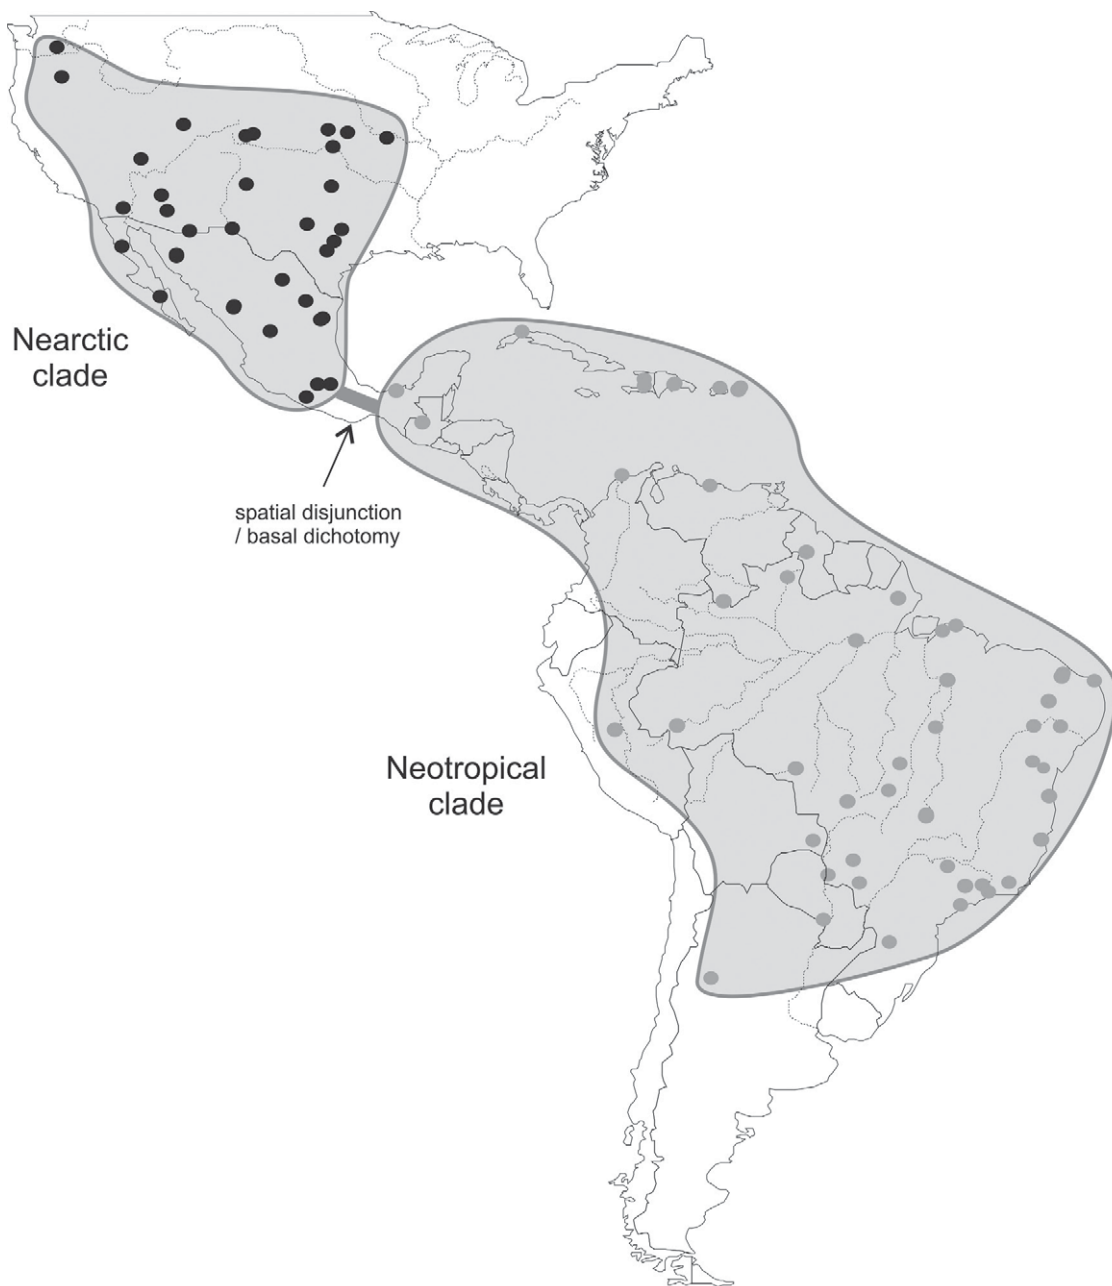 Nearctic
clade
spatial disjunction
/ basal dichotomy
Neotropical
clade